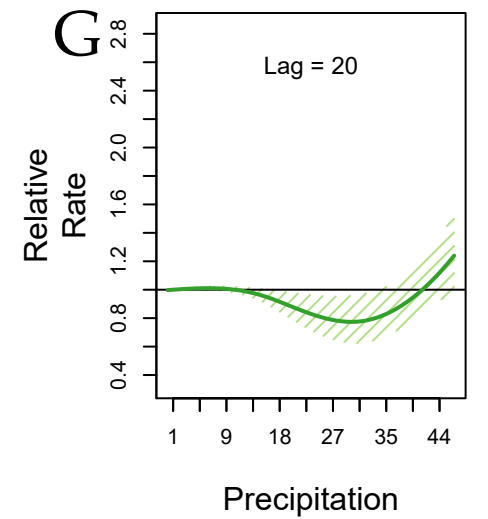 G
Lag = 20
Relative
Rate
2.8
2.4
2.0
1.6
1.2
0.8
0.4
1 9 18 27 35 44
Precipitation